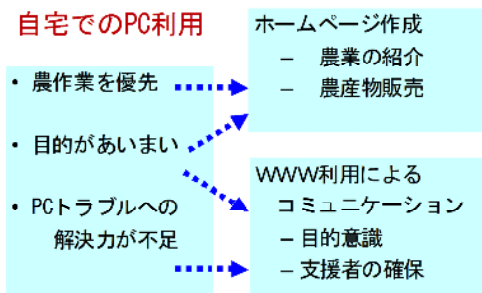 自宅でのPC利用
• 農作業を優先
• 目的があいまい
• PCトラブルへの
解決力が不足
ホームページ作成
– 農業の紹介
– 農産物販売
WWW利用による
コミュニケーション
– 目的意識
– 支援者の確保